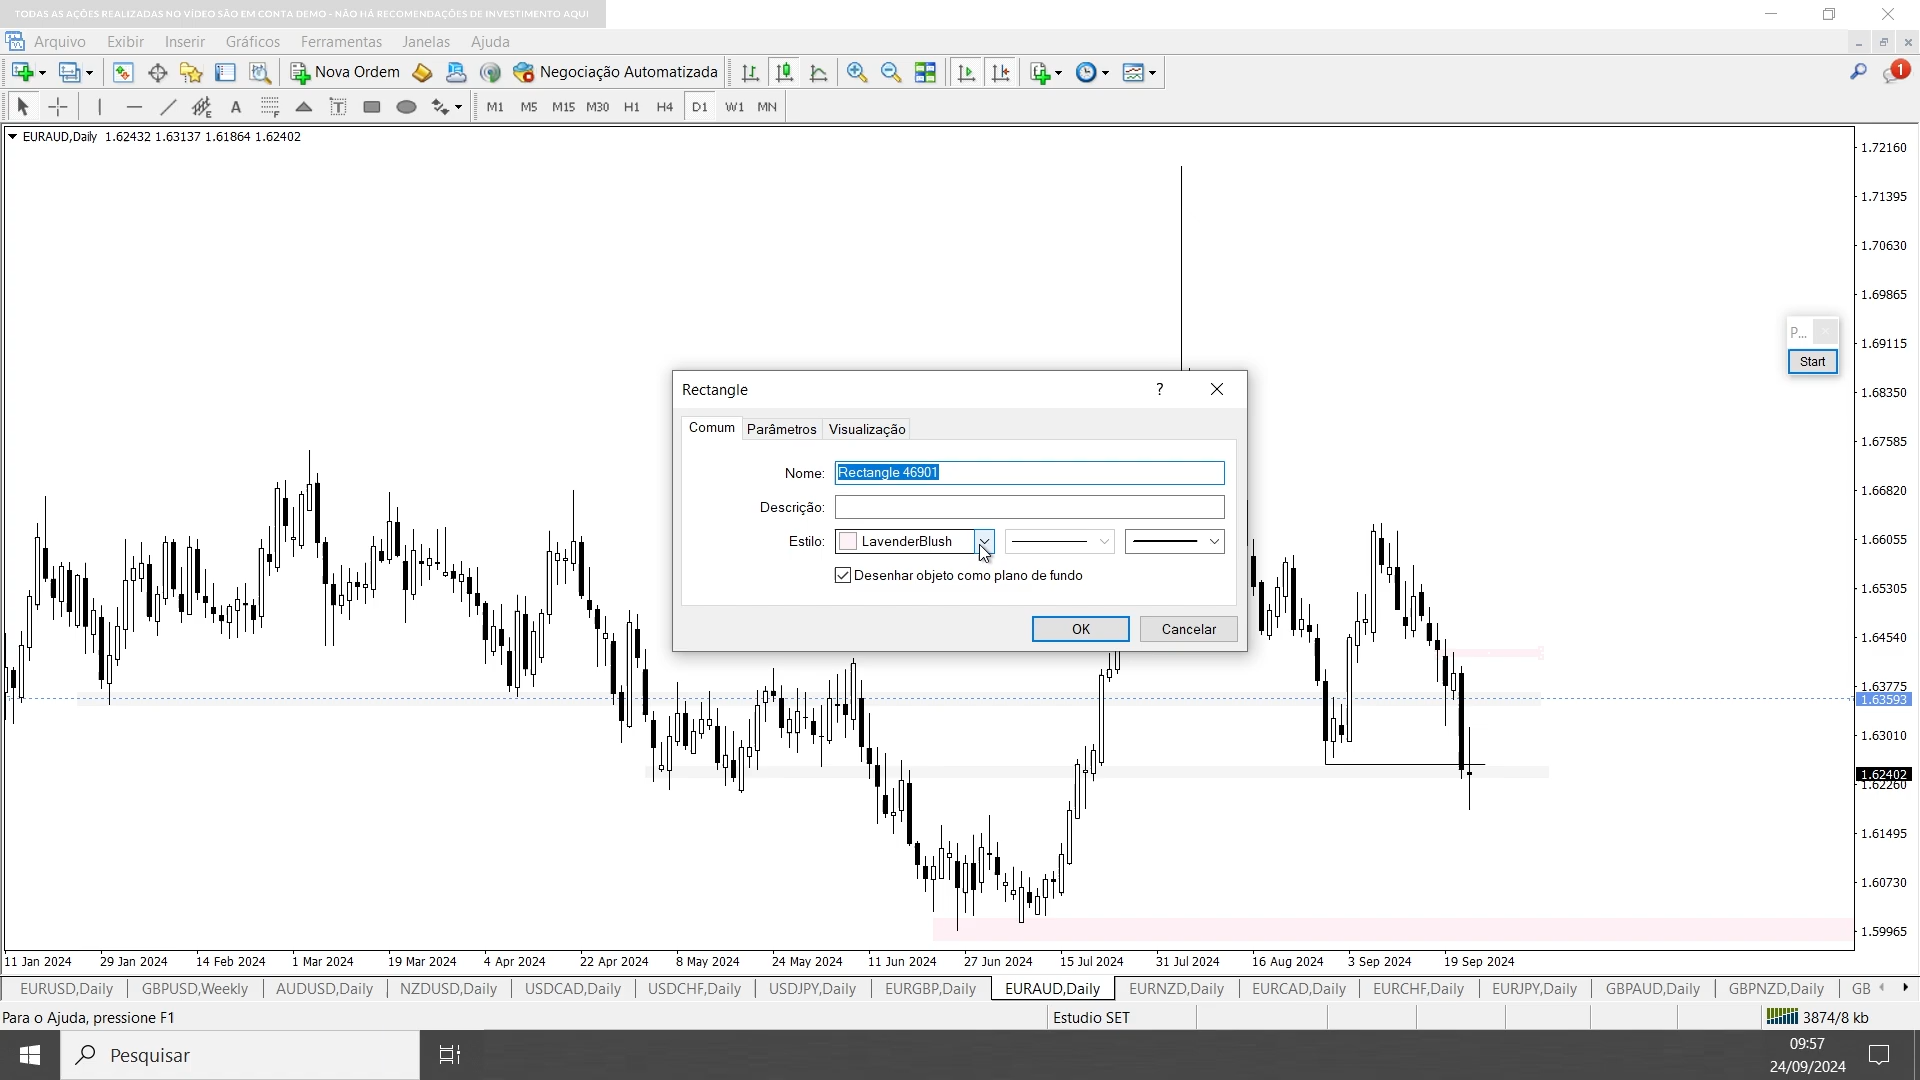 TODAS AS AÇÕES REALIZADAS NO VÍDEO SÃO EM CONTA DEMO - NÃO HÁ RECOMENDAÇÕES DE INVESTIMENTO AQUI
Arquivo Exibir Inserir Gráficos Ferramentas Janelas Ajuda
Nova Ordem Negociação Automatizada 1
A T M1 M5 M15 M30 H1 H4 D1 W1 MN
EURAUD,Daily 1.62432 1.63137 1.61864 1.62402
1.72160
1.71395
1.70630
1.69865
1.69115
1.68350
1.67585
1.66820
1.66055
1.65305
1.64540
1.63775
1.63593
1.63010
1.62402
1.62260
1.61495
1.60730
1.59965
P...
Start
Rectangle ?
Comum Parâmetros Visualização
Nome: Rectangle 46901
Descrição:
Estilo: LavenderBlush
Desenhar objeto como plano de fundo
OK Cancelar
11 Jan 2024 29 Jan 2024 14 Feb 2024 1 Mar 2024 19 Mar 2024 4 Apr 2024 22 Apr 2024 8 May 2024 24 May 2024 11 Jun 2024 27 Jun 2024 15 Jul 2024 31 Jul 2024 16 Aug 2024 3 Sep 2024 19 Sep 2024
EURUSD,Daily GBPUSD,Weekly AUDUSD,Daily NZDUSD,Daily USDCAD,Daily USDCHF,Daily USDJPY,Daily EURGBP,Daily EURAUD,Daily EURNZD,Daily EURCAD,Daily EURCHF,Daily EURJPY,Daily GBPAUD,Daily GBPNZD,Daily GB
Para o Ajuda, pressione F1 Estudio SET 3874/8 kb
Pesquisar
09:57
24/09/2024